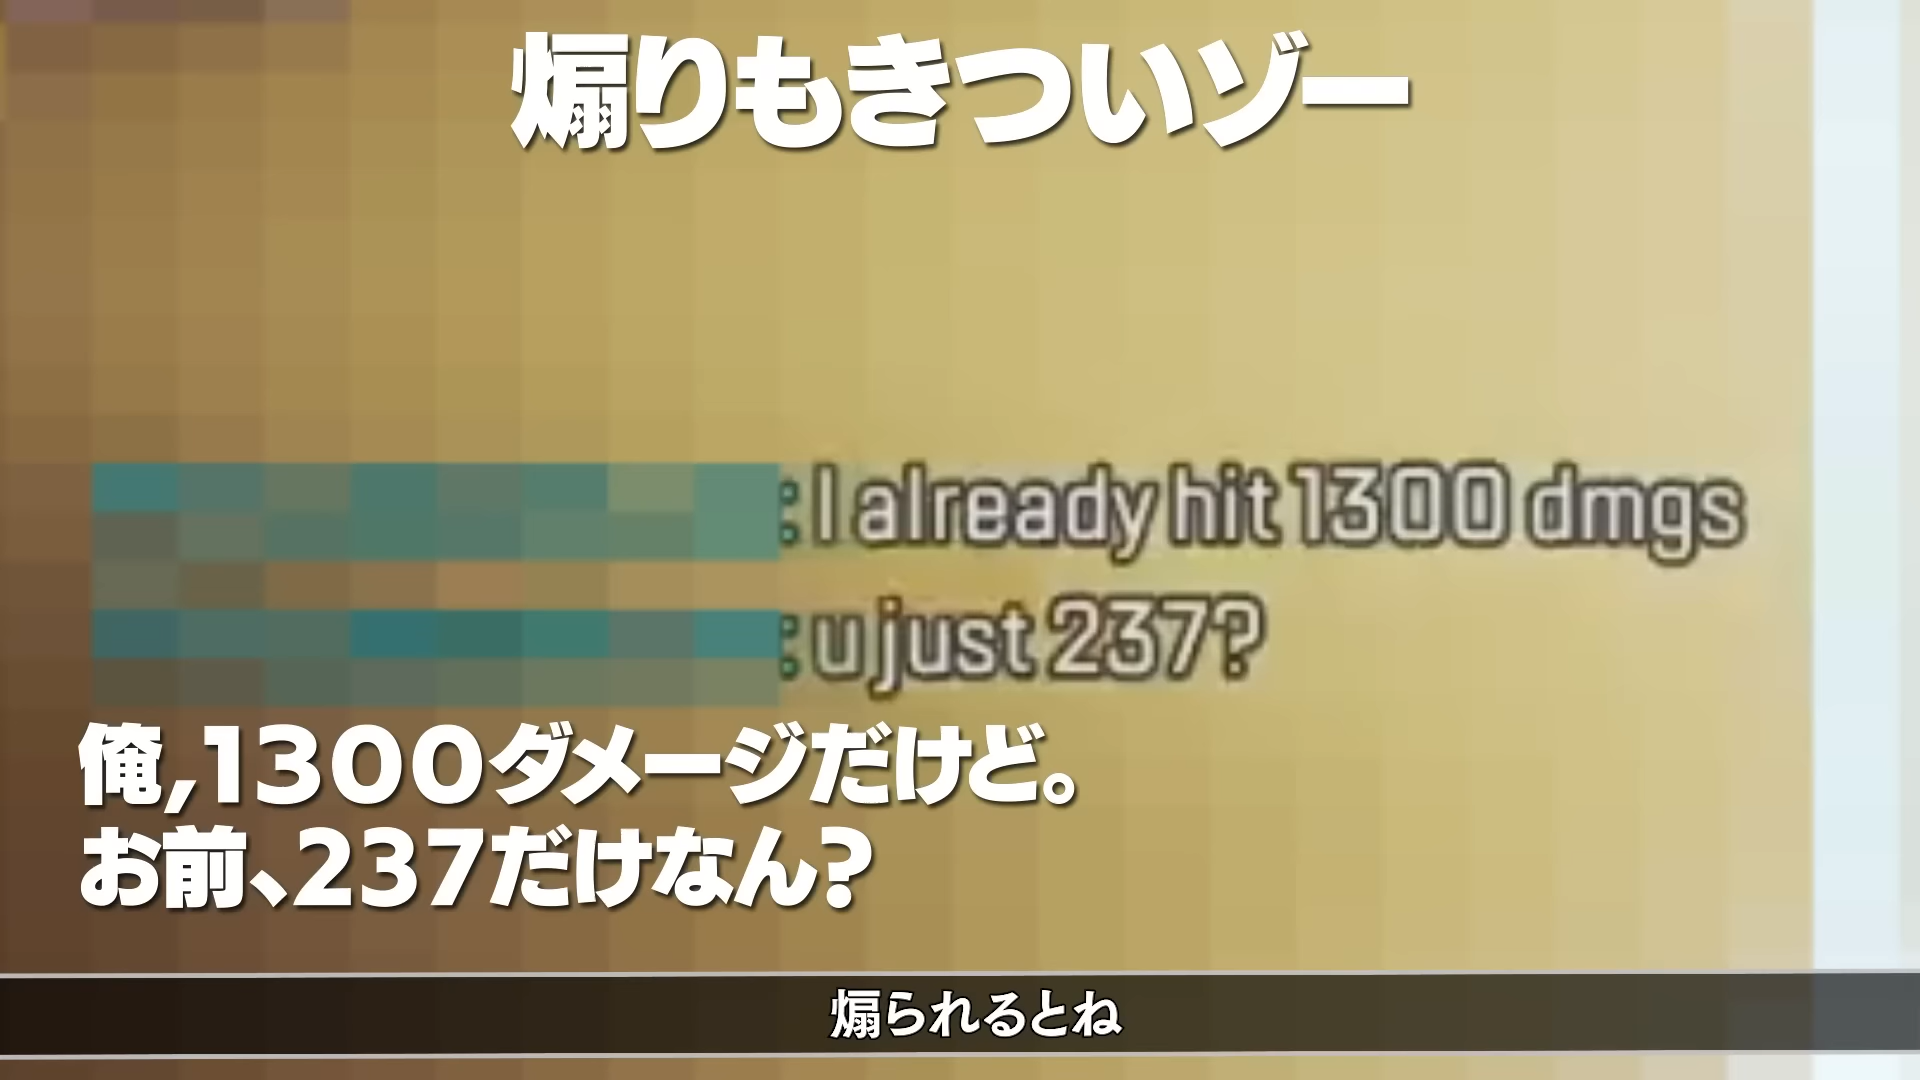 煽りもきついゾー
: I already hit 1300 dmgs
: u just 237?
俺,1300ダメージだけど。
お前、237だけなん?
煽られるとね